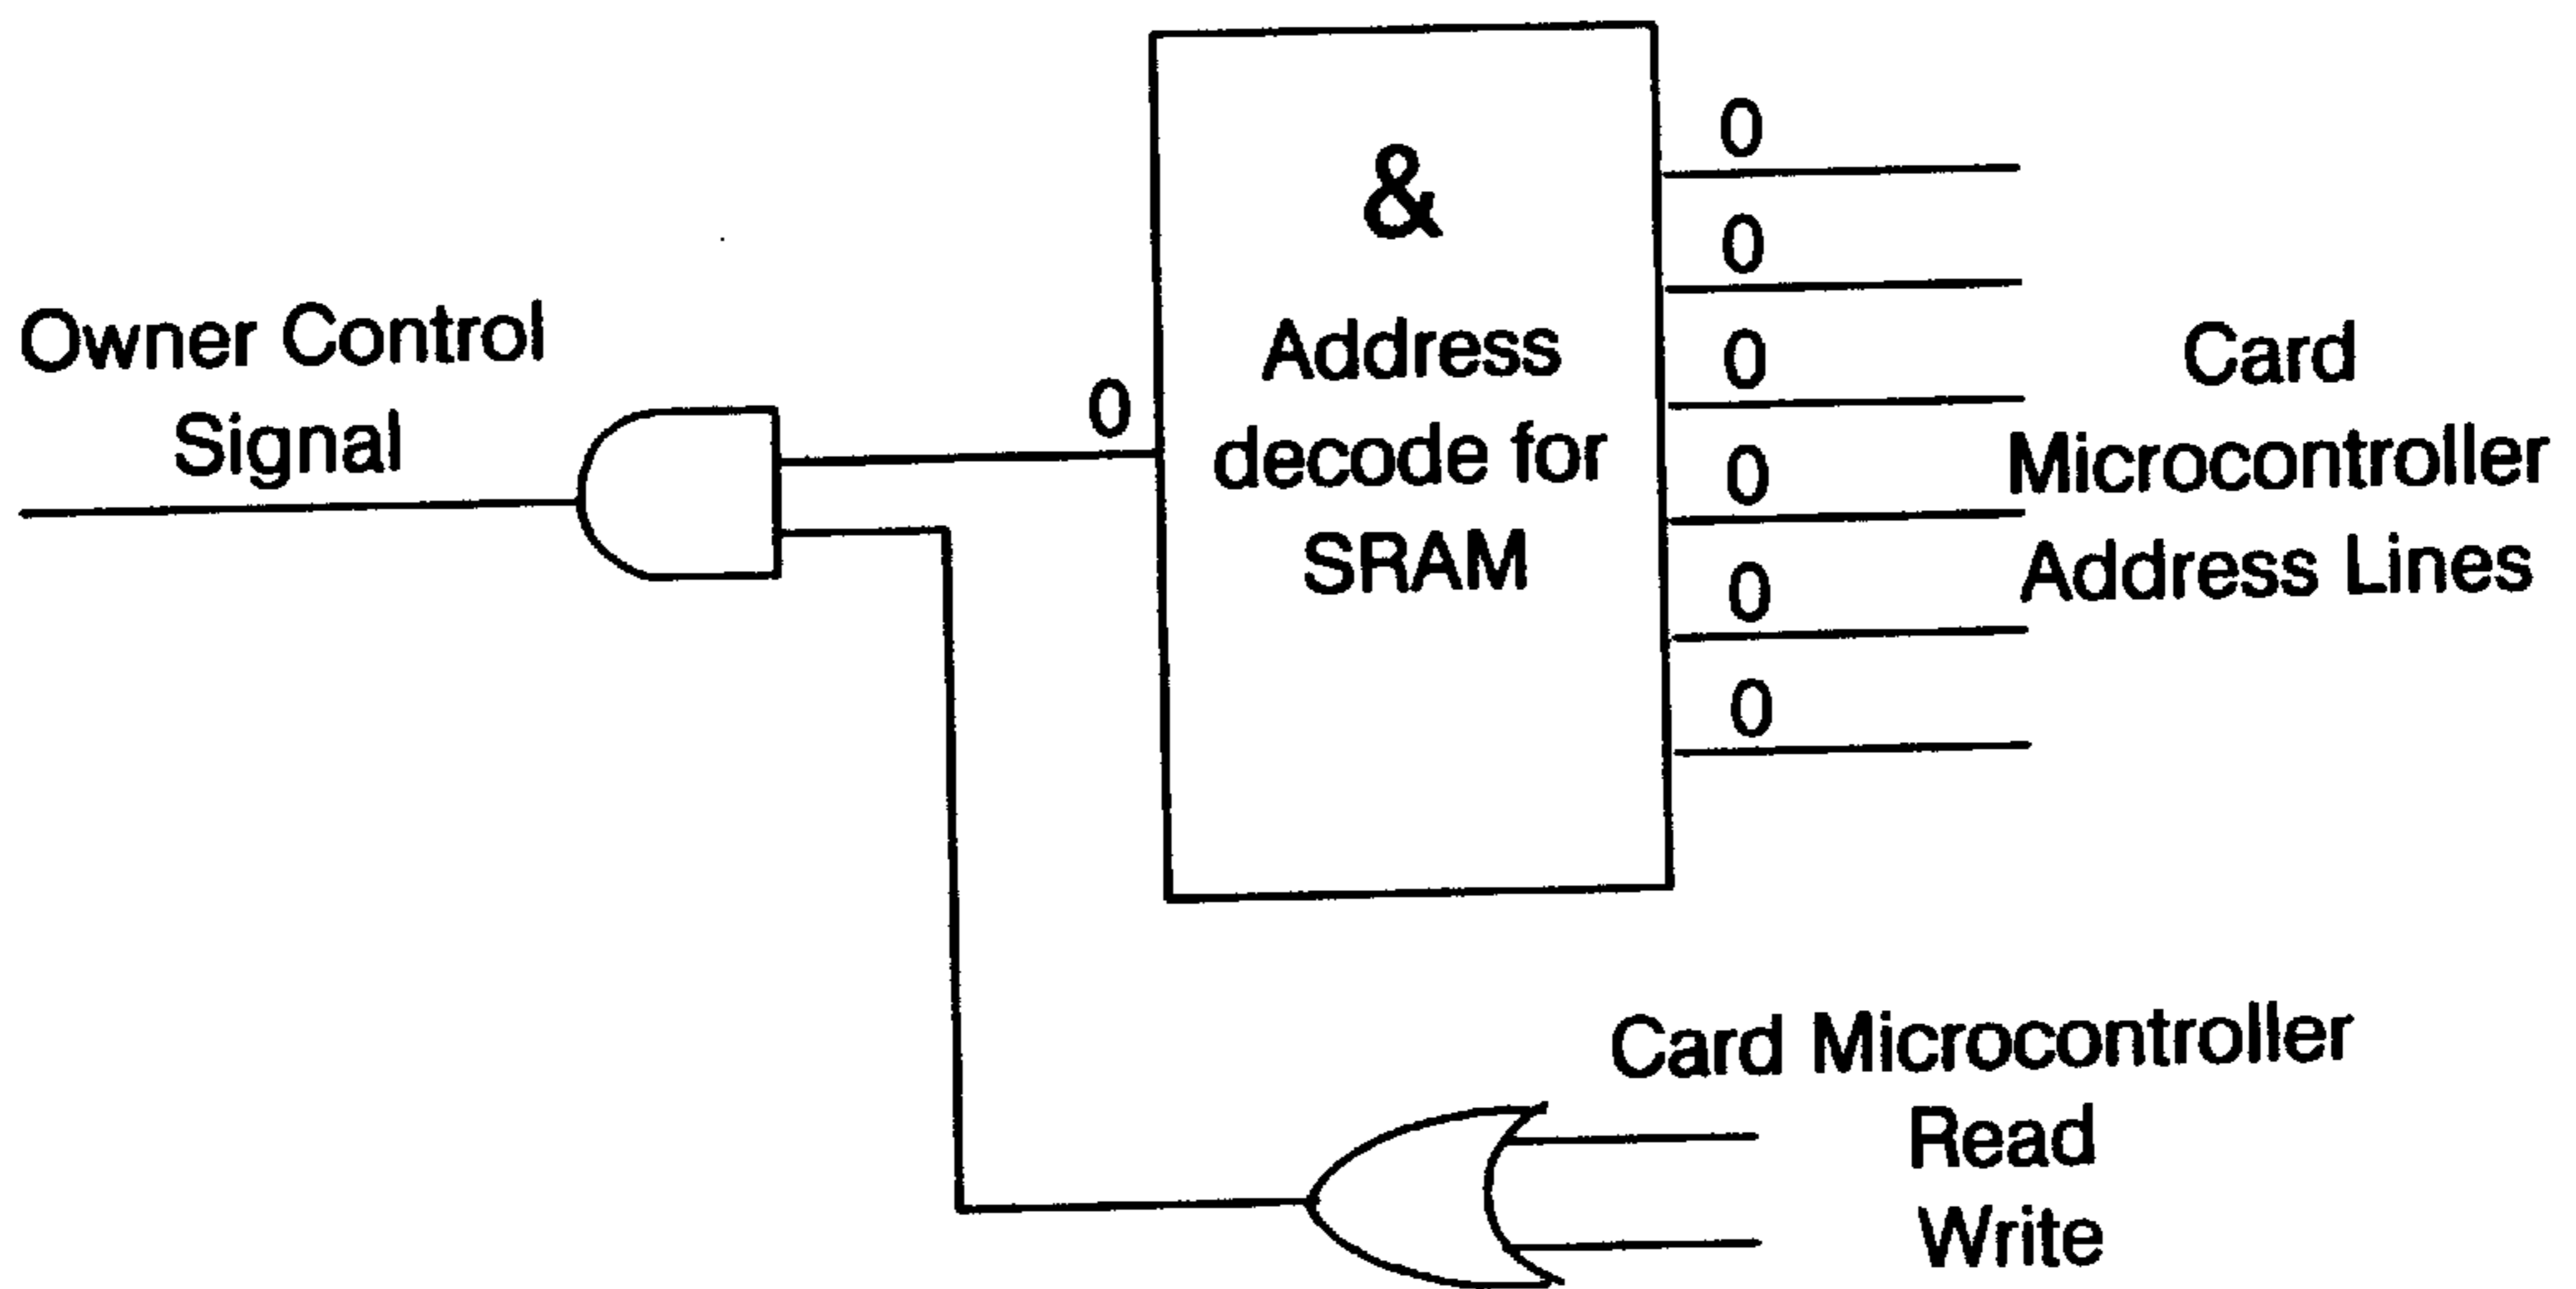 Owner Control
Signal
0
&
Address
decode for
SRAM
0
0
0
0
0
0
Card
Microcontroller
Address Lines
Card Microcontroller
Read
Write